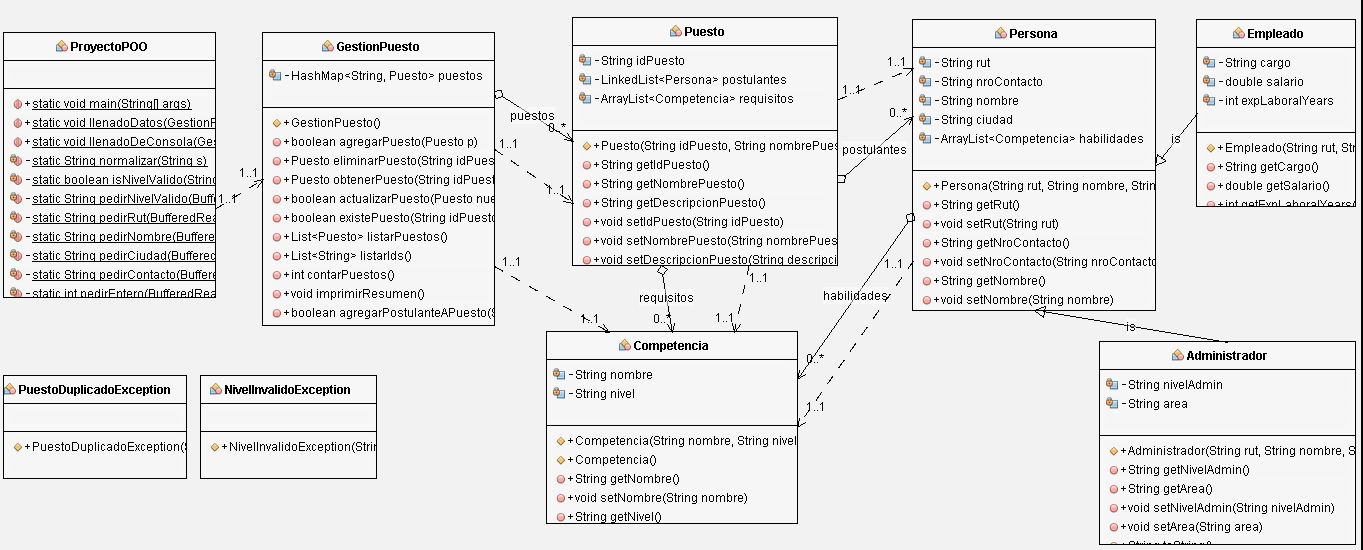 ProyectoPOO
+static void main(String[] args)
+static void llenadoDatos(GestionP
+static void llenadoDeConsola(Ges
+static String normalizar(String s)
+static boolean isNivelValido(String
+static String pedirNivelValido(Buff
+static String pedirRut(BufferedRea
+static String pedirNombre(Buffere
+static String pedirCiudad(Buffered
+static String pedirContacto(Buffere
+static int pedirEntero(BufferedRea
1..1
1..1
GestionPuesto
-HashMap<String, Puesto> puestos
+GestionPuesto()
+boolean agregarPuesto(Puesto p)
+Puesto eliminarPuesto(String idPues
+Puesto obtenerPuesto(String idPuest
+boolean actualizarPuesto(Puesto nue
+boolean existePuesto(String idPuesto
+List<Puesto> listarPuestos()
+List<String> listarIds()
+int contarPuestos()
+void imprimirResumen()
+boolean agregarPostulanteAPuesto(S
puestos
0..*
1..1
1..1
1..1
1..1
Puesto
-String idPuesto
-LinkedList<Persona> postulantes
-ArrayList<Competencia> requisitos
+Puesto(String idPuesto, String nombrePues
+String getIdPuesto()
+String getNombrePuesto()
+String getDescripcionPuesto()
+void setIdPuesto(String idPuesto)
+void setNombrePuesto(String nombrePues
+void setDescripcionPuesto(String descripci
1..1
1..1
0..*
postulantes
requisitos
0..*
1..1
1..1
Persona
-String rut
-String nroContacto
-String nombre
-String ciudad
-ArrayList<Competencia> habilidades
+Persona(String rut, String nombre, Strin
+String getRut()
+void setRut(String rut)
+String getNroContacto()
+void setNroContacto(String nroContacto
+String getNombre()
+void setNombre(String nombre)
1..1
habilidades
0..*
1..1
is
Empleado
-String cargo
-double salario
-int expLaboralYears
+Empleado(String rut, Strin
+String getCargo()
+double getSalario()
+int getExpLaboralYears(
is
PuestoDuplicadoException
+PuestoDuplicadoException(S
NivelInvalidoException
+NivelInvalidoException(Strin
Competencia
-String nombre
-String nivel
+Competencia(String nombre, String nivel
+Competencia()
+String getNombre()
+void setNombre(String nombre)
+String getNivel()
Administrador
-String nivelAdmin
-String area
+Administrador(String rut, String nombre, S
+String getNivelAdmin()
+String getArea()
+void setNivelAdmin(String nivelAdmin)
+void setArea(String area)